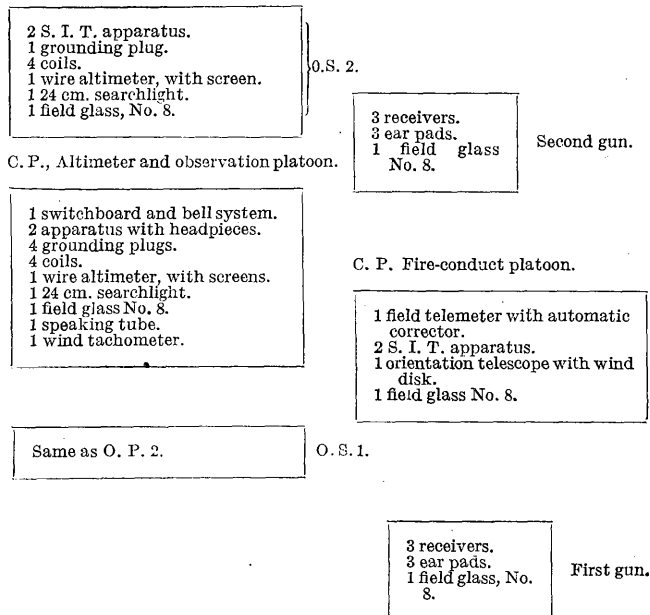 2 S. I. T. apparatus.
1 grounding plug.
4 coils.
1 wire altimeter, with screen.
1 24 cm. searchlight.
1 field glass, No. 8.
O.S. 2.
3 receivers.
3 ear pads.
1 field glass
No. 8.
Second gun.
C. P., Altimeter and observation platoon.
1 switchboard and bell system.
2 apparatus with headpieces.
4 grounding plugs.
4 coils.
1 wire altimeter, with screens.
1 24 cm. searchlight.
1 field glass No. 8.
1 speaking tube.
1 wind tachometer.
C. P. Fire-conduct platoon.
1 field telemeter with automatic
corrector.
2 S. I. T. apparatus.
1 orientation telescope with wind
disk.
1 field glass No. 8.
Same as O. P. 2.
O. S. 1.
3 receivers.
3 ear pads.
1 field glass, No.
8.
First gun.